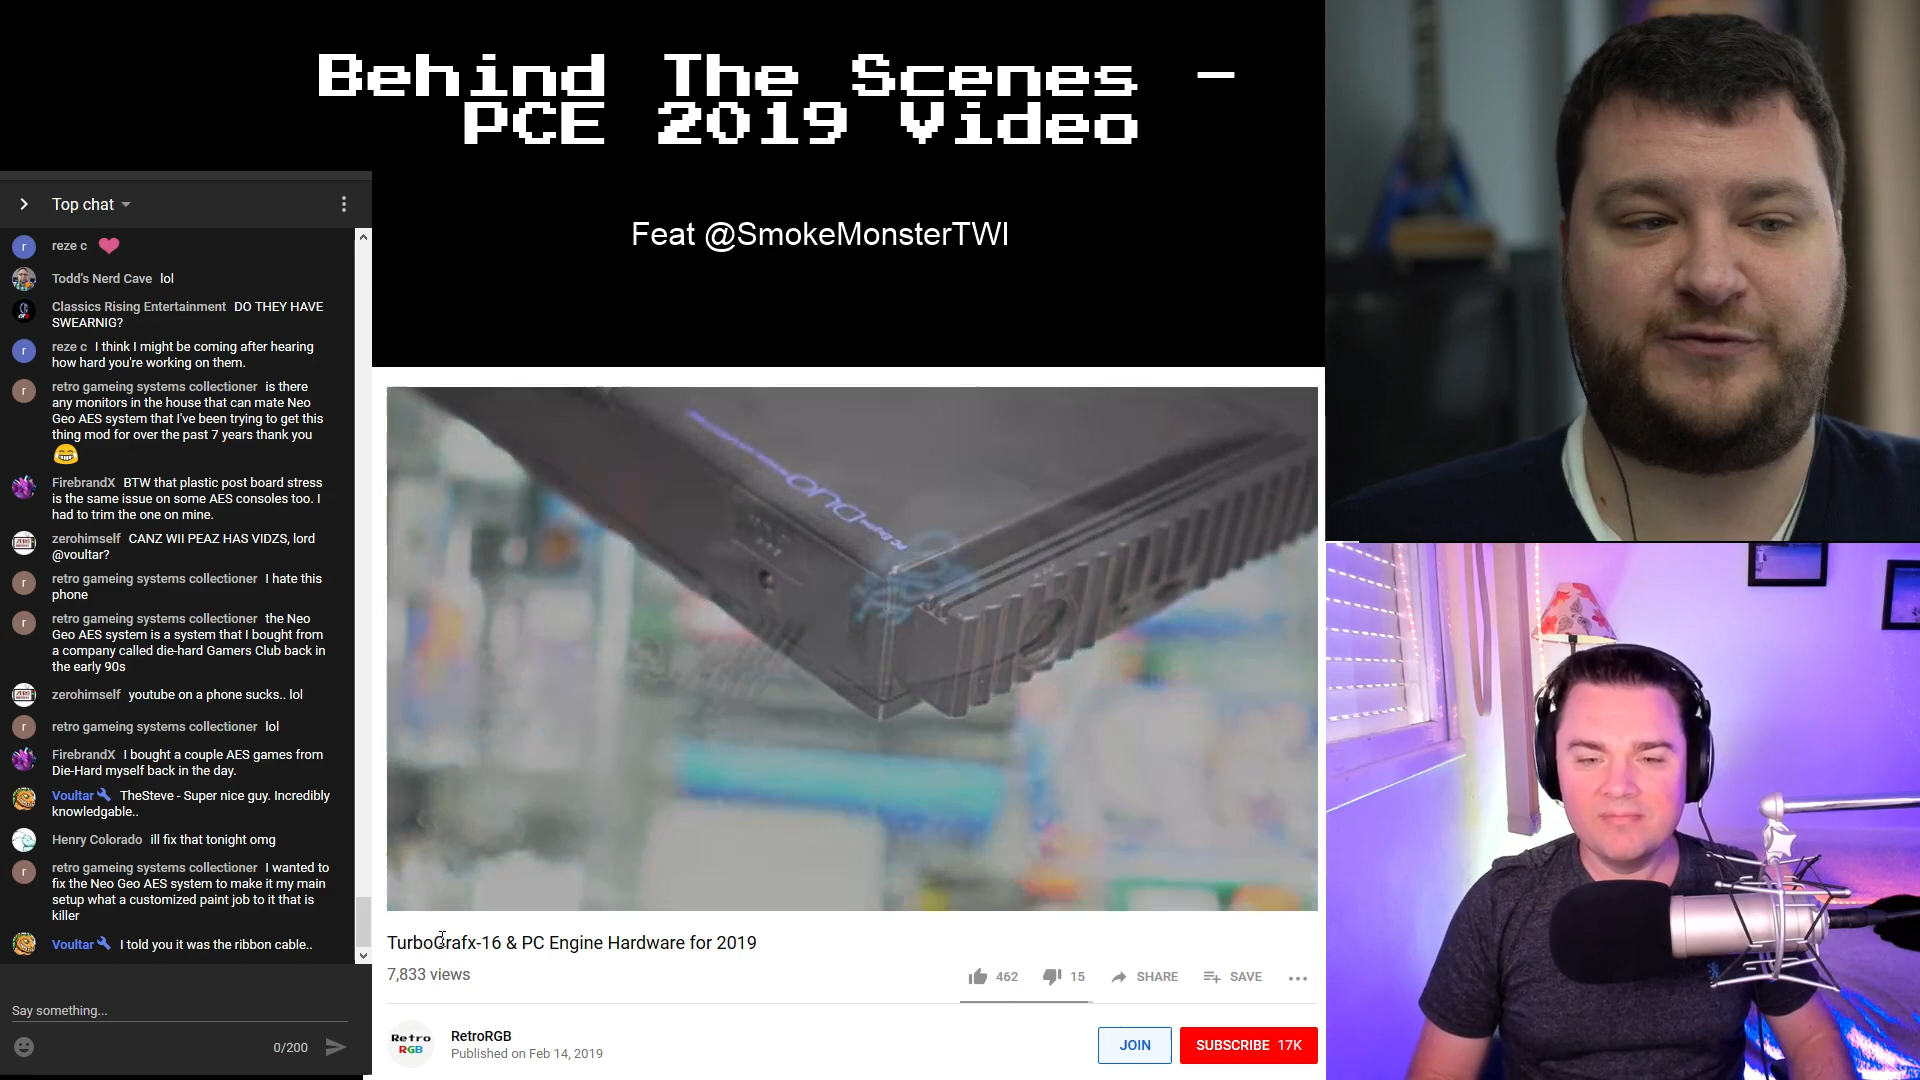 Behind The Scenes -
PCE 2019 Video
Feat @SmokeMonsterTWI
Top chat
r reze c
Todd's Nerd Cave lol
Classics Rising Entertainment DO THEY HAVE
SWEARNIG?
r reze c I think I might be coming after hearing
how hard you're working on them.
r retro gameing systems collectioner is there
any monitors in the house that can mate Neo
Geo AES system that I've been trying to get this
thing mod for over the past 7 years thank you
FirebrandX BTW that plastic post board stress
is the same issue on some AES consoles too. I
had to trim the one on mine.
zerohimself CANZ WII PEAZ HAS VIDZS, lord
@voultar?
r retro gameing systems collectioner I hate this
phone
r retro gameing systems collectioner the Neo
Geo AES system is a system that I bought from
a company called die-hard Gamers Club back in
the early 90s
zerohimself youtube on a phone sucks.. lol
r retro gameing systems collectioner lol
FirebrandX I bought a couple AES games from
Die-Hard myself back in the day.
Voultar TheSteve - Super nice guy. Incredibly
knowledgable..
Henry Colorado ill fix that tonight omg
r retro gameing systems collectioner I wanted to
fix the Neo Geo AES system to make it my main
setup what a customized paint job to it that is
killer
Voultar I told you it was the ribbon cable..
Say something...
0/200
DUO
TurboGrafx-16 & PC Engine Hardware for 2019
7,833 views
462 15 SHARE SAVE
Retro
RGB
RetroRGB
Published on Feb 14, 2019
JOIN
SUBSCRIBE 17K